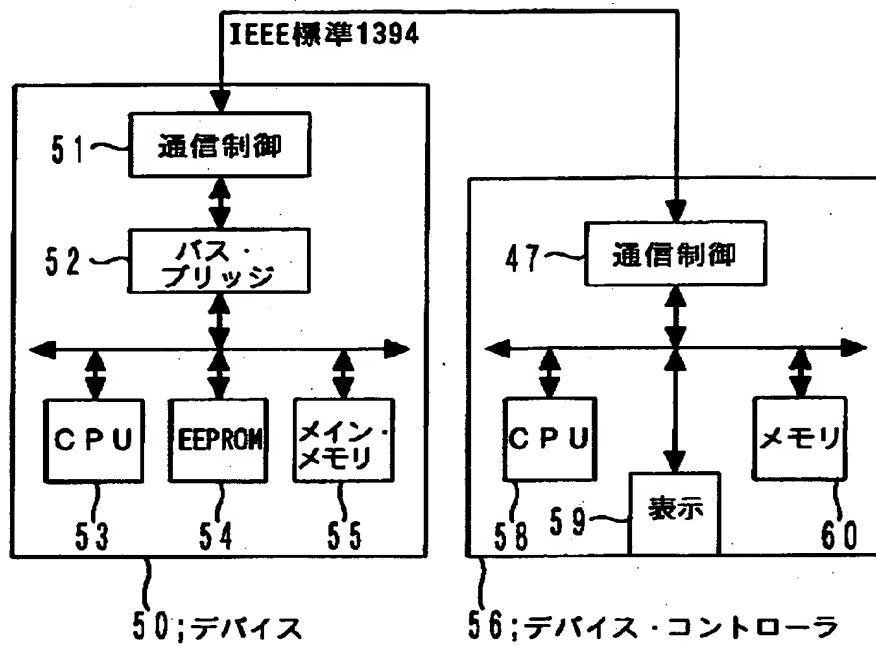 IEEE標準1394
51
通信制御
52
バス・
ブリッジ
47
通信制御
CPU
EEPROM
メイン・
メモリ
CPU
表示
メモリ
53
54
55
58
59
60
50;デバイス
56;デバイス・コントローラ